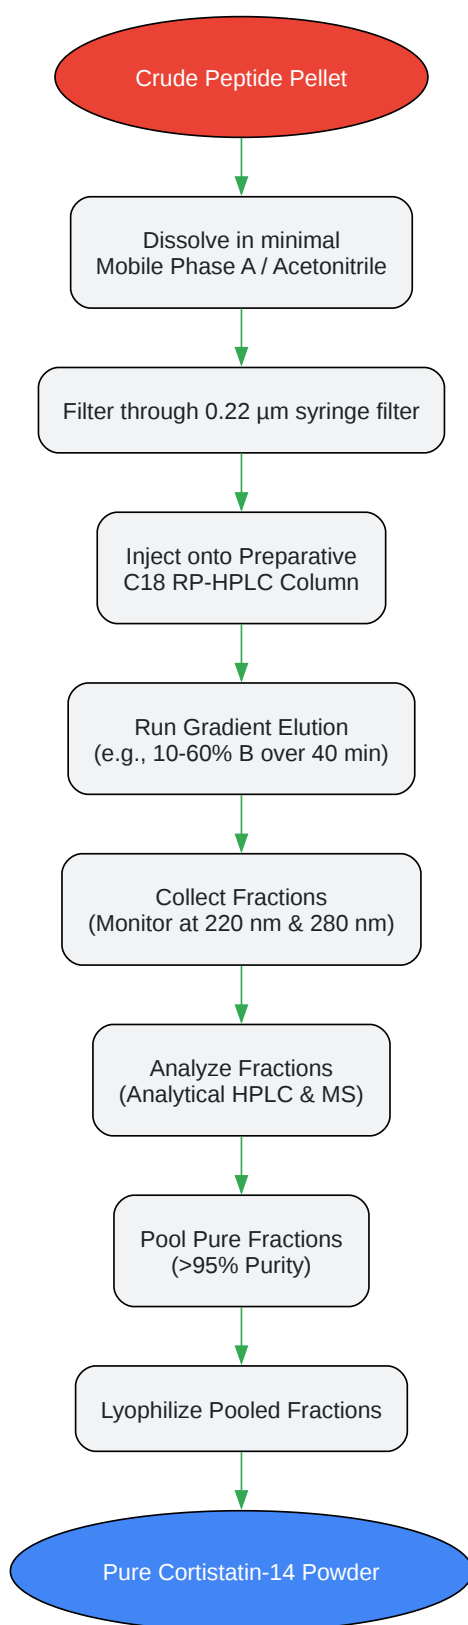 Crude Peptide Pellet
Dissolve in minimal
Mobile Phase A / Acetonitrile
Filter through 0.22 µm syringe filter
Inject onto Preparative
C18 RP-HPLC Column
Run Gradient Elution
(e.g., 10-60% B over 40 min)
Collect Fractions
(Monitor at 220 nm & 280 nm)
Analyze Fractions
(Analytical HPLC & MS)
Pool Pure Fractions
(>95% Purity)
Lyophilize Pooled Fractions
Pure Cortistatin-14 Powder